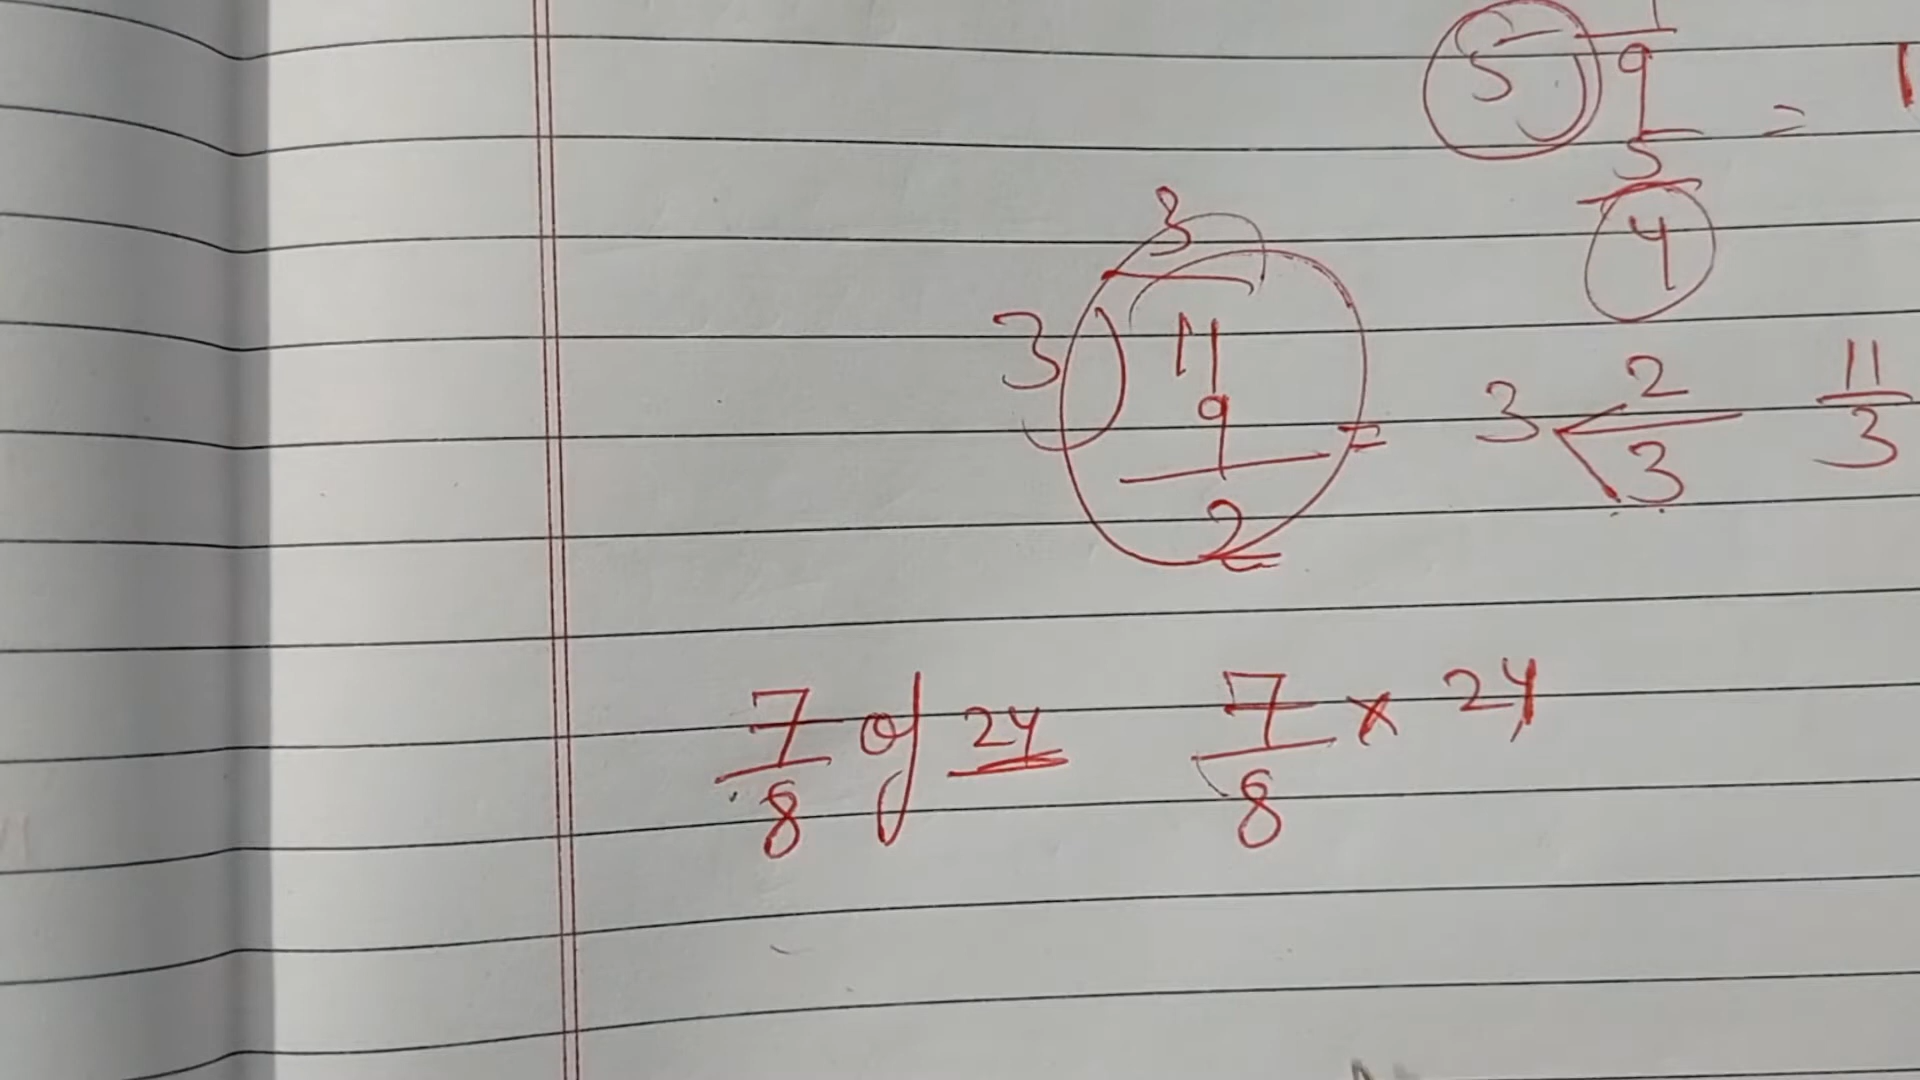 1
5 9
5 =
4
3
3 ) 11
9 = 3 2/3 11/3
2
7/8 of 24 7/8 × 24